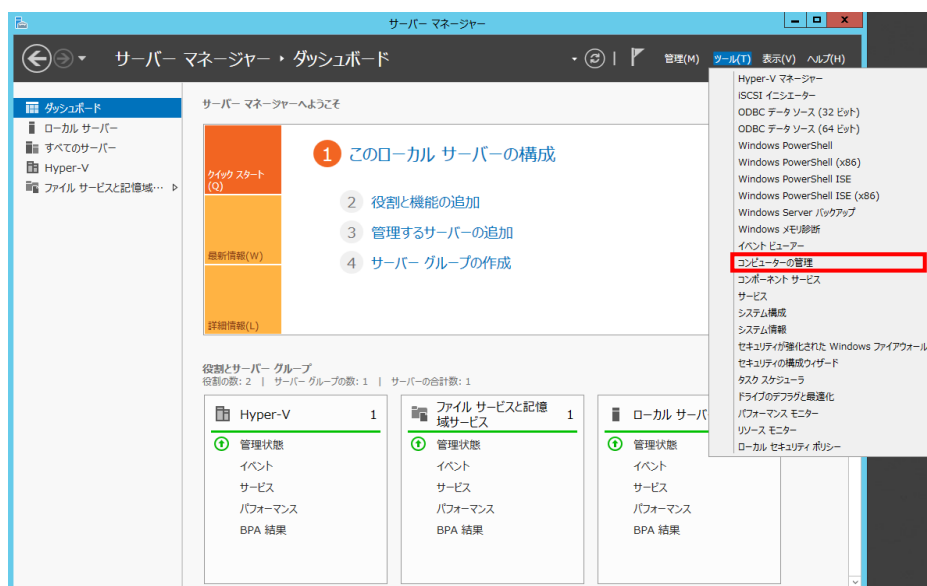 サーバー マネージャー
サーバー マネージャー ・ ダッシュボード
管理(M) ツール(T) 表示(V) ヘルプ(H)
ダッシュボード
ローカル サーバー
すべてのサーバー
Hyper-V
ファイル サービスと記憶域…
サーバー マネージャーへようこそ
クイック スタート(Q)
最新情報(W)
詳細情報(L)
1 このローカル サーバーの構成
2 役割と機能の追加
3 管理するサーバーの追加
4 サーバー グループの作成
役割とサーバー グループ
役割の数: 2 | サーバー グループの数: 1 | サーバーの合計数: 1
Hyper-V 1
管理状態
イベント
サービス
パフォーマンス
BPA 結果
ファイル サービスと記憶域サービス 1
管理状態
イベント
サービス
パフォーマンス
BPA 結果
ローカル サーバ
管理状態
イベント
サービス
パフォーマンス
BPA 結果
Hyper-V マネージャー
iSCSI イニシエーター
ODBC データ ソース (32 ビット)
ODBC データ ソース (64 ビット)
Windows PowerShell
Windows PowerShell (x86)
Windows PowerShell ISE
Windows PowerShell ISE (x86)
Windows Server バックアップ
Windows メモリ診断
イベント ビューアー
コンピューターの管理
コンポーネント サービス
サービス
システム構成
システム情報
セキュリティが強化された Windows ファイアウォール
セキュリティの構成ウィザード
タスク スケジューラ
ドライブのデフラグと最適化
パフォーマンス モニター
リソース モニター
ローカル セキュリティ ポリシー